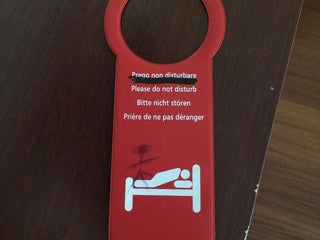 Prego non disturbare
Please do not disturb
Bitte nicht stören
Prière de ne pas déranger